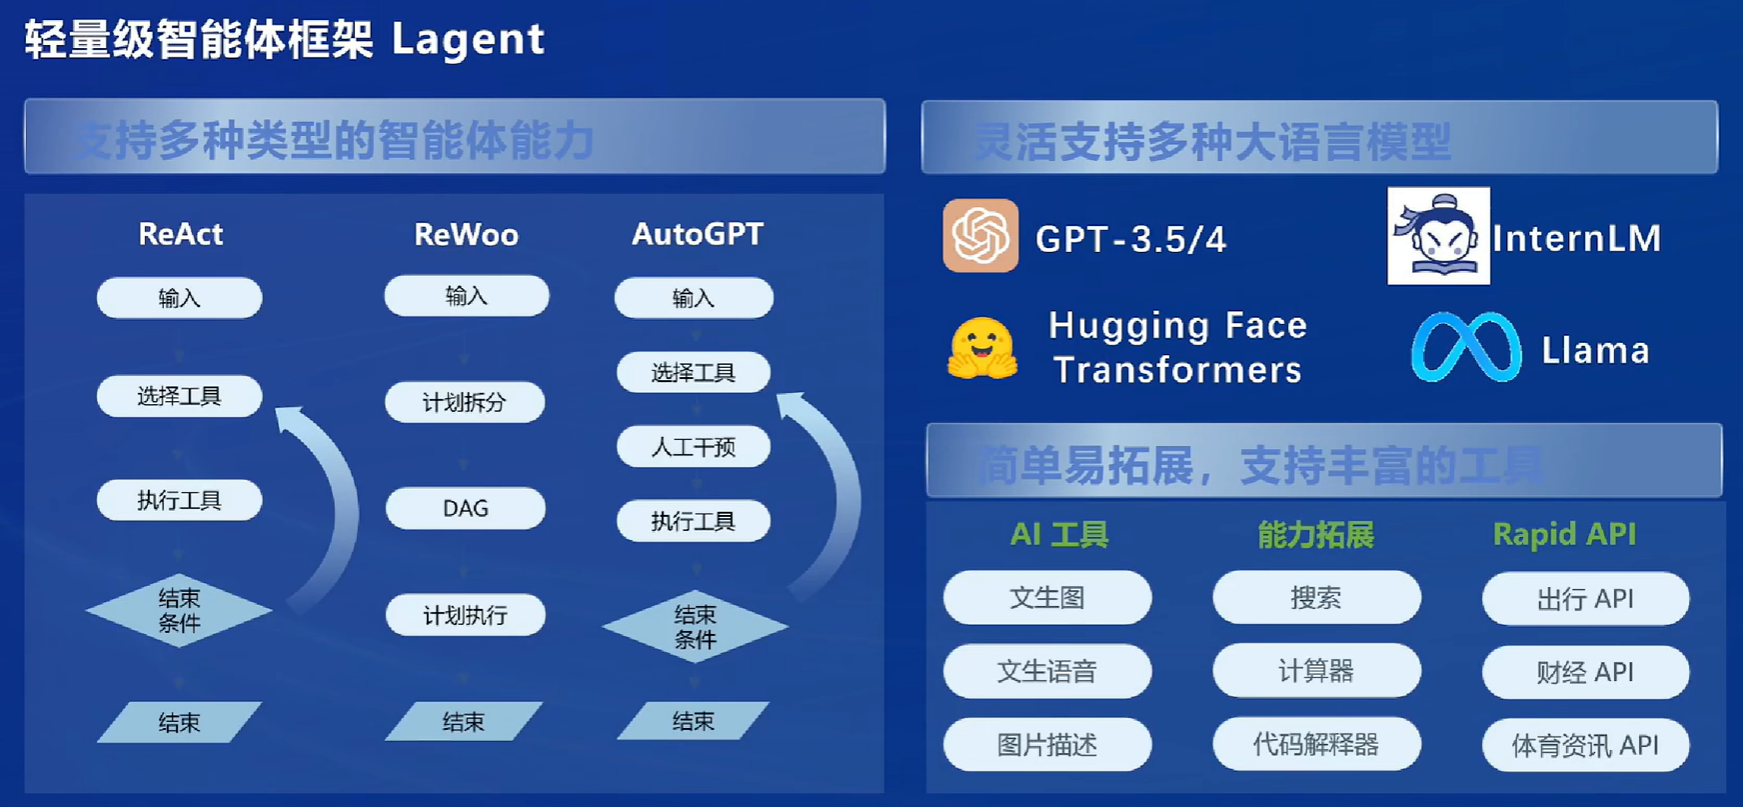 轻量级智能体框架 Lagent
支持多种类型的智能体能力
ReAct
输入
选择工具
执行工具
结束
条件
结束
ReWoo
输入
计划拆分
DAG
计划执行
结束
AutoGPT
输入
选择工具
人工干预
执行工具
结束
条件
结束
灵活支持多种大语言模型
GPT-3.5/4
InternLM
Hugging Face
Transformers
Llama
简单易拓展，支持丰富的工具
AI 工具
文生图
文生语音
图片描述
能力拓展
搜索
计算器
代码解释器
Rapid API
出行 API
财经 API
体育资讯 API